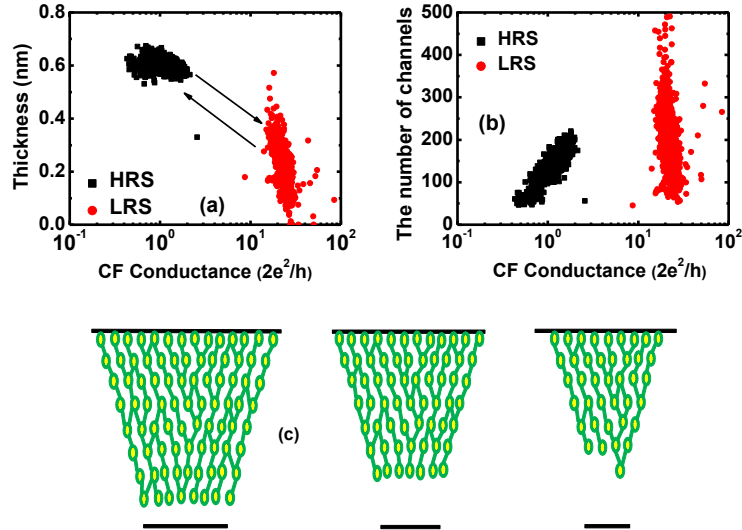 Thickness (nm)
0.8
0.6
0.4
0.2
0.0
HRS
LRS
(a)
10^-1 10^0 10^1 10^2
CF Conductance (2e^2/h)
The number of channels
500
400
300
200
100
0
HRS
LRS
(b)
10^-1 10^0 10^1 10^2
CF Conductance (2e^2/h)
(c)